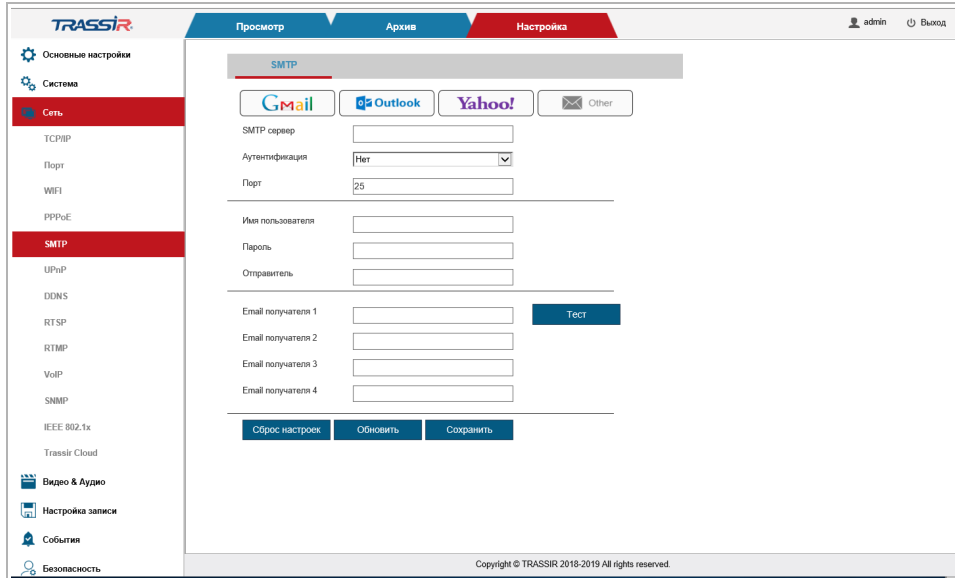 TRASSIR
Просмотр
Архив
Настройка
admin
Выход
Основные настройки
Система
Сеть
TCP/IP
Порт
WIFI
PPPoE
SMTP
UPnP
DDNS
RTSP
RTMP
VoIP
SNMP
IEEE 802.1x
Trassir Cloud
Видео & Аудио
Настройка записи
События
Безопасность
SMTP
Gmail
Outlook
Yahoo!
Other
SMTP сервер
Аутентификация Нет
Порт 25
Имя пользователя
Пароль
Отправитель
Email получателя 1 Тест
Email получателя 2
Email получателя 3
Email получателя 4
Сброс настроек Обновить Сохранить
Copyright © TRASSIR 2018-2019 All rights reserved.